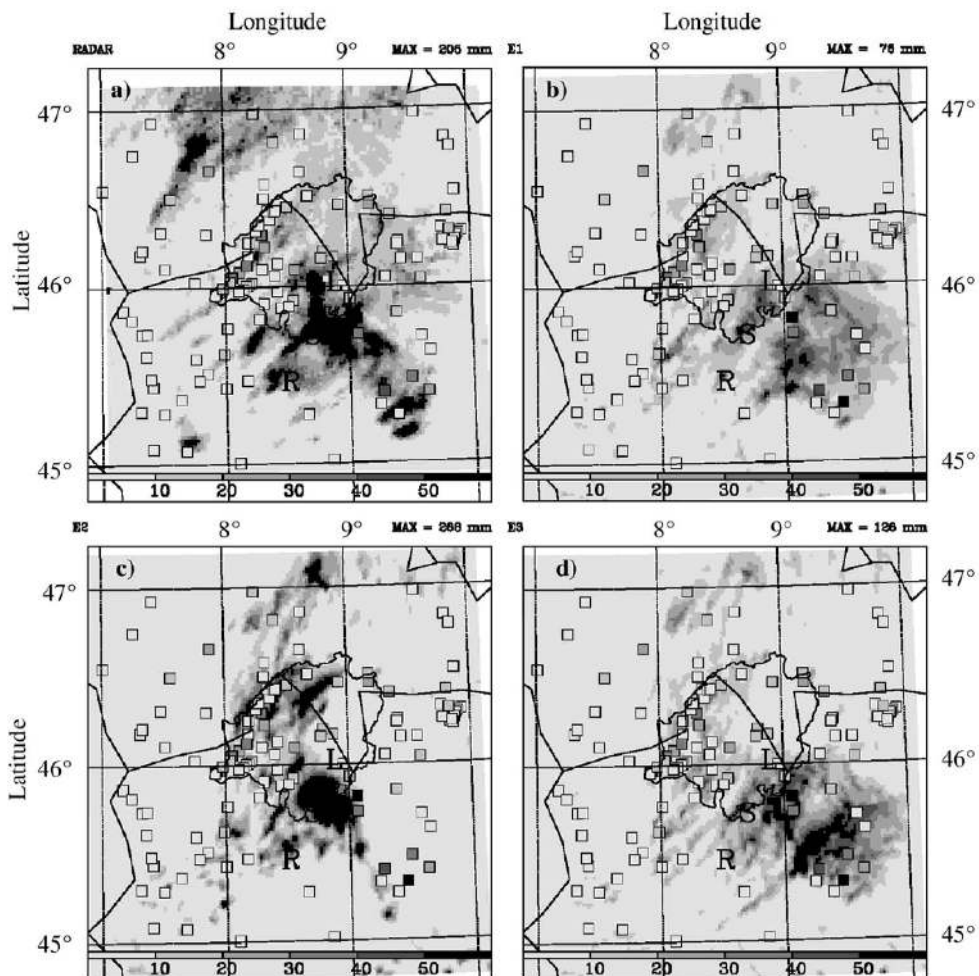 Longitude Longitude
RADAR 8° 9° MAX = 205 mm E1 8° 9° MAX = 75 mm
a) b)
47° 47°
Latitude
46° L L 46°
S S
R R
45° 45°
10 20 30 40 50 10 20 30 40 50
E2 8° 9° MAX = 268 mm E3 8° 9° MAX = 126 mm
c) d)
47° 47°
Latitude
46° L L 46°
S
R R
45° 45°
10 20 30 40 50 10 20 30 40 50